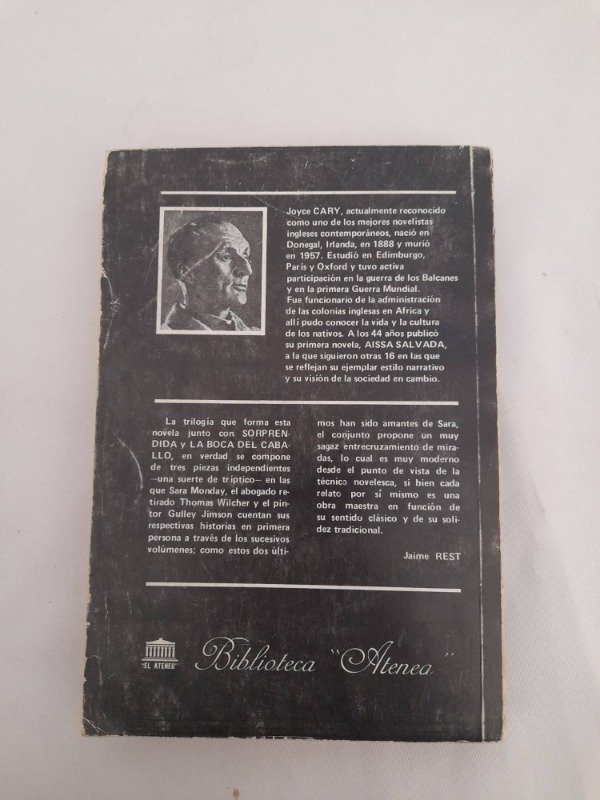 Joyce CARY, actualmente reconocido
como uno de los mejores novelistas
ingleses contemporáneos, nació en
Donegal, Irlanda, en 1888 y murió
en 1957. Estudió en Edimburgo,
París y Oxford y tuvo activa
participación en la guerra de los Balcanes
y en la primera Guerra Mundial.
Fue funcionario de la administración
de las colonias inglesas en Africa y
allí pudo conocer la vida y la cultura
de los nativos. A los 44 años publicó
su primera novela, AISSA SALVADA,
a la que siguieron otras 16 en las que
se reflejan su ejemplar estilo narrativo
y su visión de la sociedad en cambio.
La trilogía que forma esta
novela junto con SORPREN-
DIDA y LA BOCA DEL CABA-
LLO, en verdad se compone
de tres piezas independientes
—una suerte de tríptico— en las
que Sara Monday, el abogado re-
tirado Thomas Wilcher y el pin-
tor Gulley Jimson cuentan sus
respectivas historias en primera
persona a través de los sucesivos
volúmenes; como estos dos últi-
mos han sido amantes de Sara,
el conjunto propone un muy
sagaz entrecruzamiento de mira-
das, lo cual es muy moderno
desde el punto de vista de la
técnica novelesca, si bien cada
relato por sí mismo es una
obra maestra en función de
su sentido clásico y de su soli-
dez tradicional.
Jaime REST
"EL ATENEO"
Biblioteca "Atenea"